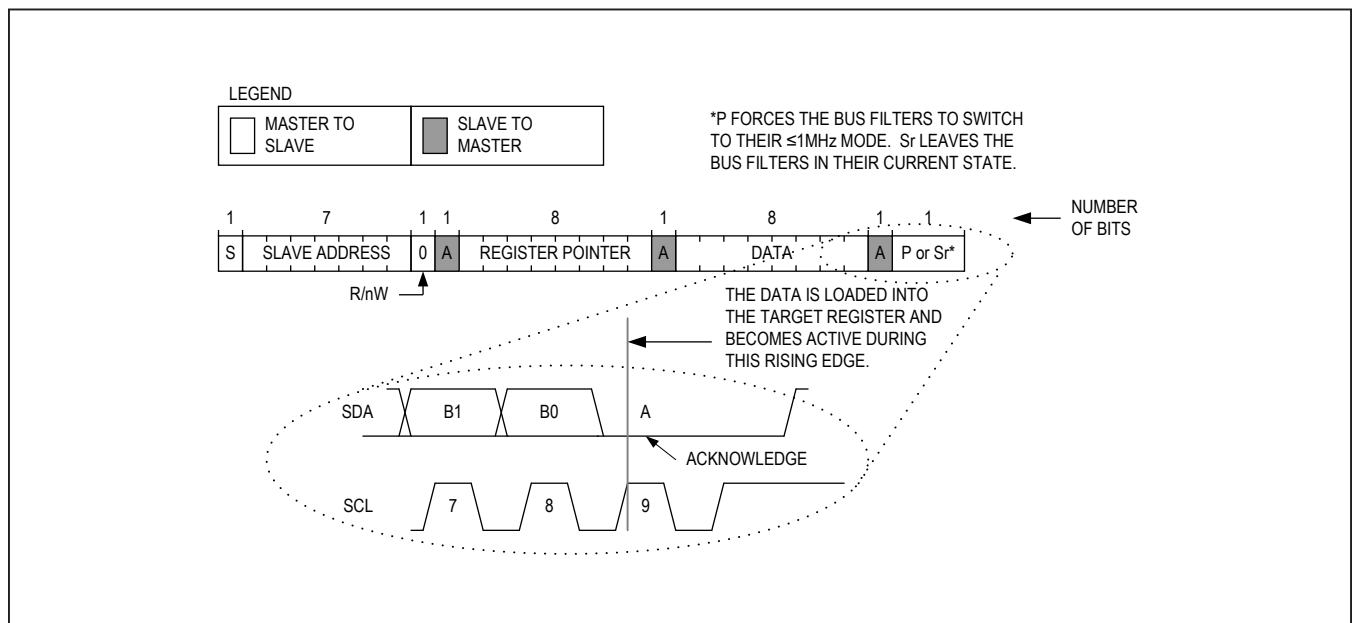 LEGEND
MASTER TO
SLAVE
SLAVE TO
MASTER
*P FORCES THE BUS FILTERS TO SWITCH
TO THEIR ≤1MHz MODE. Sr LEAVES THE
BUS FILTERS IN THEIR CURRENT STATE.
1 7 1 1 8 1 8 1 1
NUMBER
OF BITS
S SLAVE ADDRESS 0 A REGISTER POINTER A DATA A P or Sr*
R/nW
THE DATA IS LOADED INTO
THE TARGET REGISTER AND
BECOMES ACTIVE DURING
THIS RISING EDGE.
SDA B1 B0 A
ACKNOWLEDGE
SCL 7 8 9